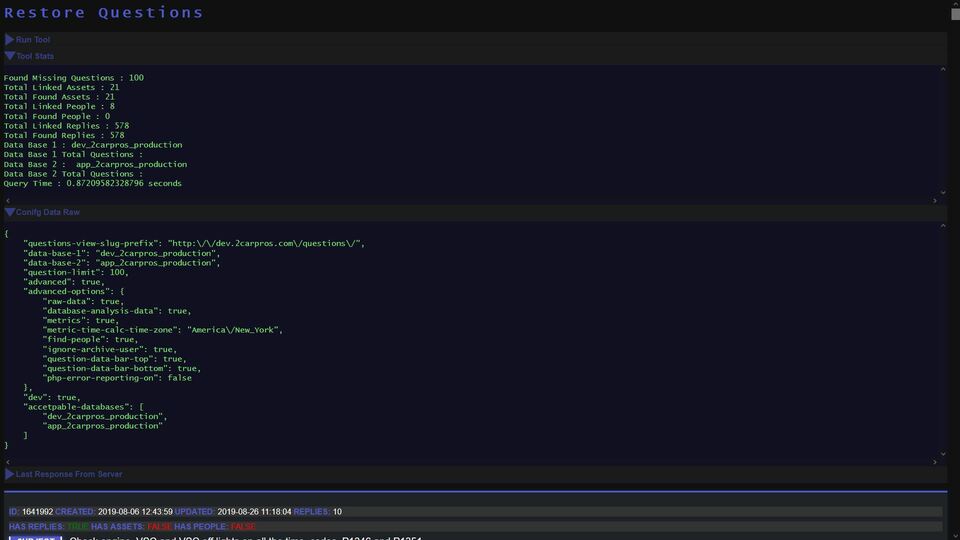 Restore Questions
Run Tool
Tool Stats
Found Missing Questions : 100
Total Linked Assets : 21
Total Found Assets : 21
Total Linked People : 8
Total Found People : 0
Total Linked Replies : 578
Total Found Replies : 578
Data Base 1 : dev_2carpros_production
Data Base 1 Total Questions :
Data Base 2 :  app_2carpros_production
Data Base 2 Total Questions :
Query Time : 0.87209582328796 seconds
Conifg Data Raw
{
    "questions-view-slug-prefix": "http:\/\/dev.2carpros.com\/questions\/",
    "data-base-1": "dev_2carpros_production",
    "data-base-2": "app_2carpros_production",
    "question-limit": 100,
    "advanced": true,
    "advanced-options": {
        "raw-data": true,
        "database-analysis-data": true,
        "metrics": true,
        "metric-time-calc-time-zone": "America\/New_York",
        "find-people": true,
        "ignore-archive-user": true,
        "question-data-bar-top": true,
        "question-data-bar-bottom": true,
        "php-error-reporting-on": false
    },
    "dev": true,
    "accetpable-databases": [
        "dev_2carpros_production",
        "app_2carpros_production"
    ]
}
Last Response From Server
ID: 1641992 CREATED: 2019-08-06 12:43:59 UPDATED: 2019-08-26 11:18:04 REPLIES: 10
HAS REPLIES: TRUE HAS ASSETS: FALSE HAS PEOPLE: FALSE